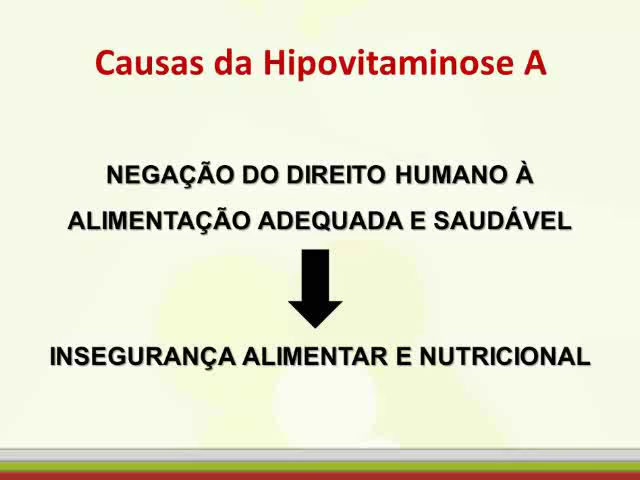 Causas da Hipovitaminose A
NEGAÇÃO DO DIREITO HUMANO À
ALIMENTAÇÃO ADEQUADA E SAUDÁVEL
INSEGURANÇA ALIMENTAR E NUTRICIONAL